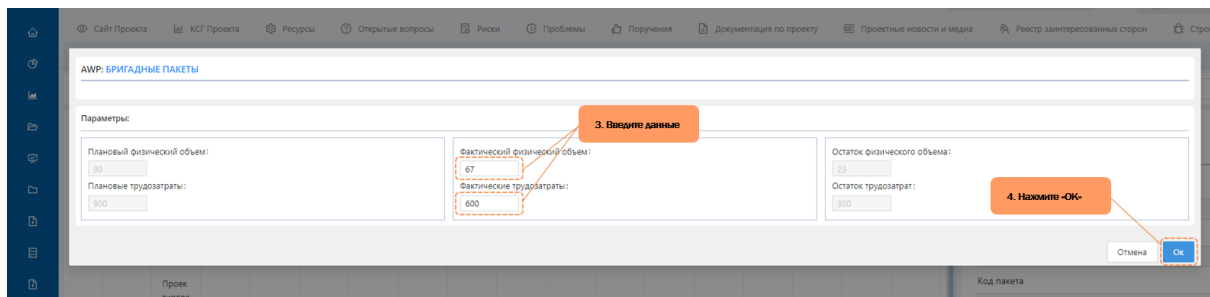 Сайт Проекта КСГ Проекта Ресурсы Открытые вопросы Риски Проблемы Поручения Документация по проекту Проектные новости и медиа Реестр заинтересованных сторон
AWP: БРИГАДНЫЕ ПАКЕТЫ
Параметры:
3. Введите данные
Плановый физический объем: Фактический физический объем: Остаток физического объема:
90 67 23
Плановые трудозатраты: Фактические трудозатраты: Остаток трудозатрат:
900 600 300
4. Нажмите «ОК»
Отмена Ок
Проек Код пакета